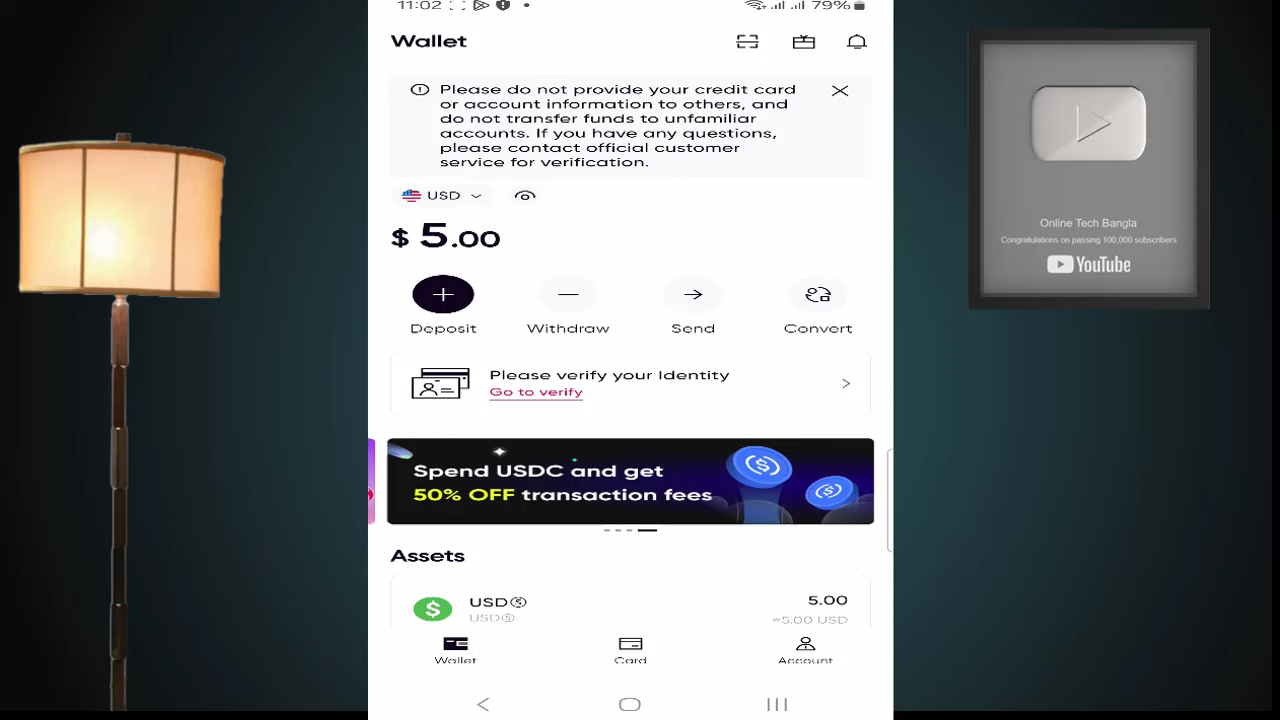 11:02
79%
Wallet
Please do not provide your credit card
or account information to others, and
do not transfer funds to unfamiliar
accounts. If you have any questions,
please contact official customer
service for verification.
USD
$ 5.00
Deposit
Withdraw
Send
Convert
Please verify your Identity
Go to verify
Spend USDC and get
50% OFF transaction fees
Assets
USD
5.00
USD
≈5.00 USD
Wallet
Card
Account
Online Tech Bangla
Congratulations on passing 100,000 subscribers
YouTube